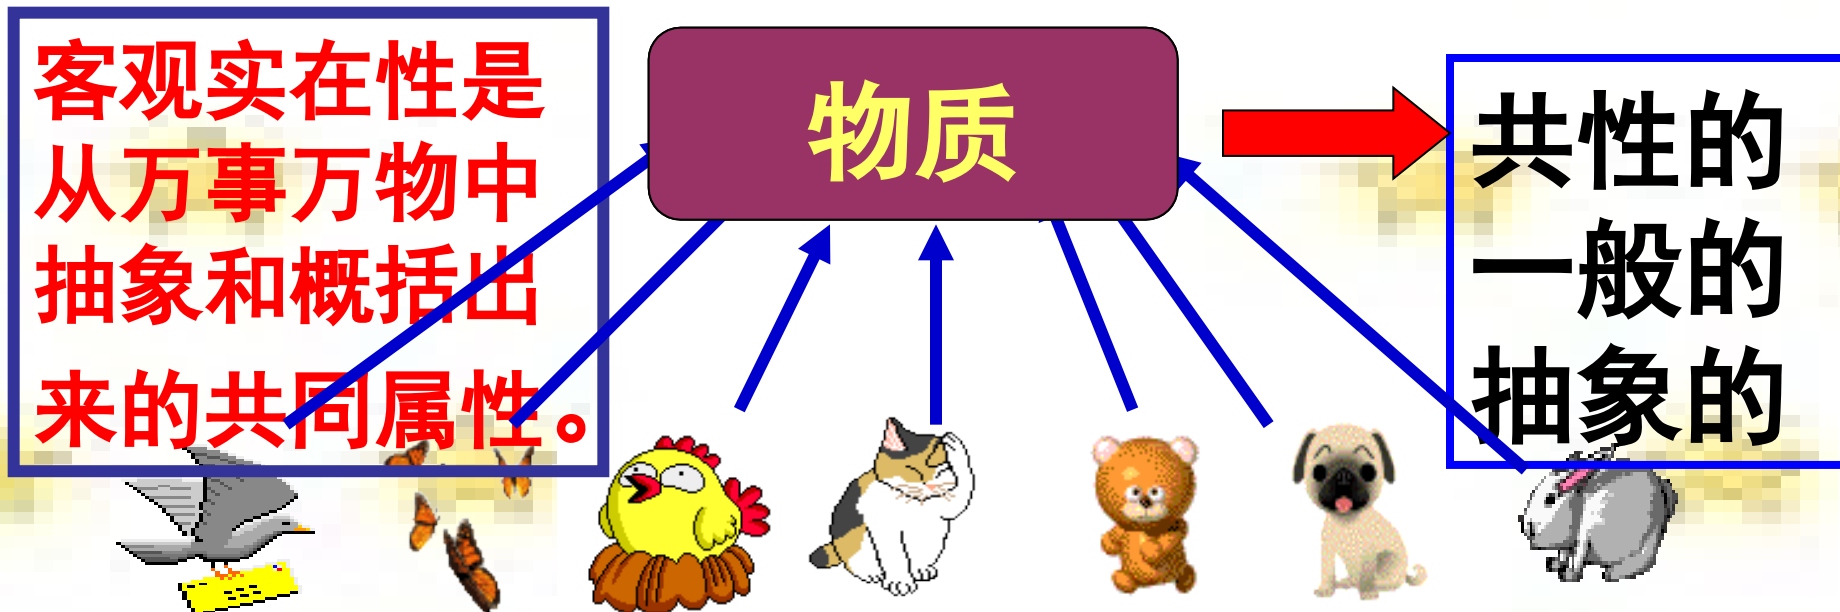 客观实在性是
从万事万物中
抽象和概括出
来的共同属性。
物质
共性的
一般的
抽象的